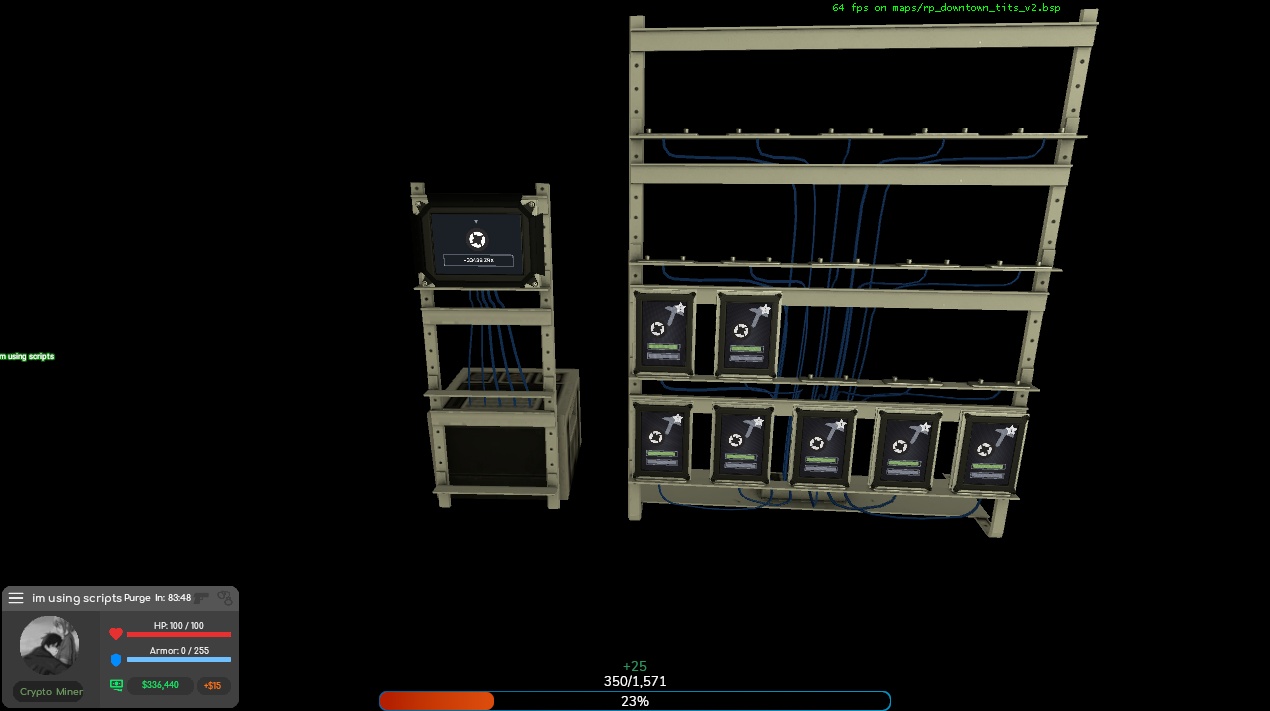 64 fps on maps/rp_downtown_tits_v2.bsp
m using scripts
im using scripts Purge In: 83:48
HP: 100 / 100
Armor: 0 / 255
Crypto Miner
$336,440
+$15
+25
350/1,571
23%